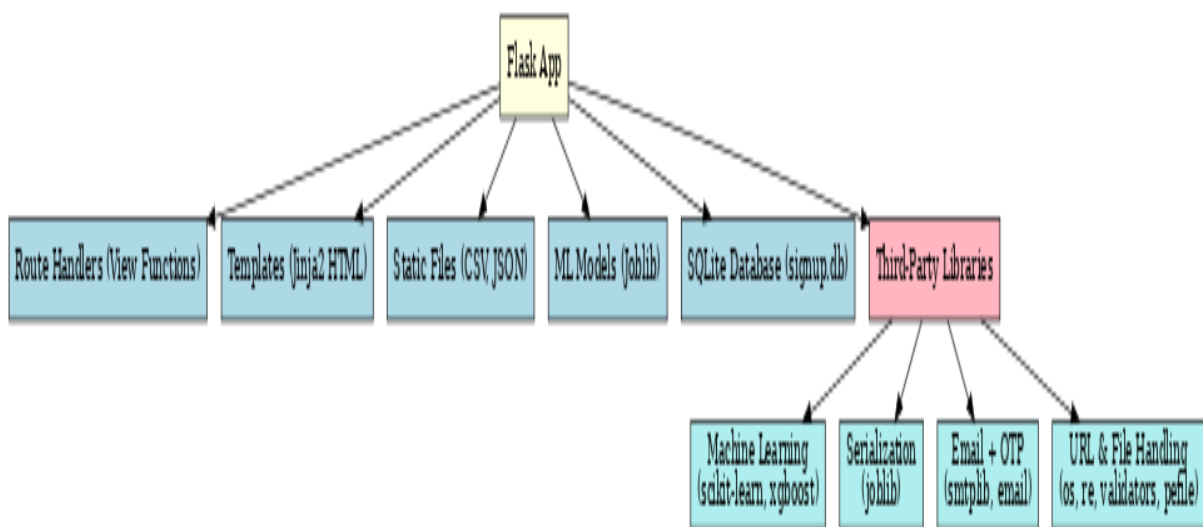 Flask App
Route Handlers (View Functions)
Templates (Jinja2 HTML)
Static Files (CSV, JSON)
ML Models (Joblib)
SQLite Database (signup.db)
Third-Party Libraries
Machine Learning
(scikit-learn, xgboost)
Serialization
(joblib)
Email + OTP
(smtplib, email)
URL & File Handling
(os, re, validators, pefile)